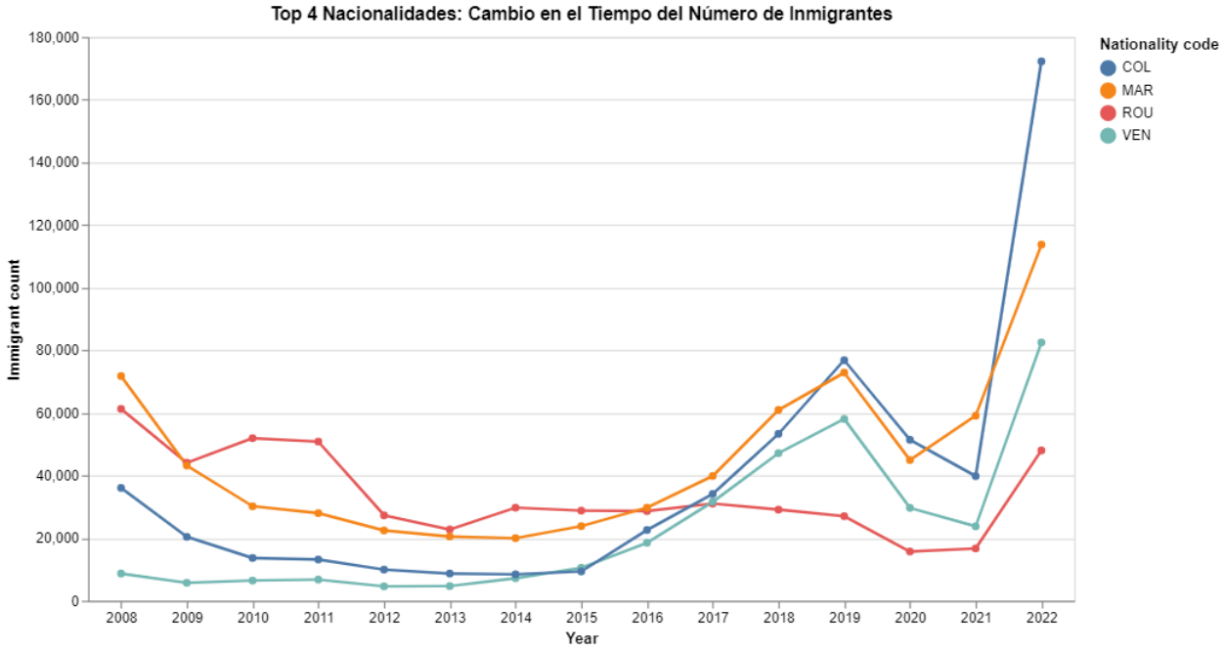 Top 4 Nacionalidades: Cambio en el Tiempo del Número de Inmigrantes
Nationality code
COL
MAR
ROU
VEN
Immigrant count
180,000
160,000
140,000
120,000
100,000
80,000
60,000
40,000
20,000
0
2008 2009 2010 2011 2012 2013 2014 2015 2016 2017 2018 2019 2020 2021 2022
Year